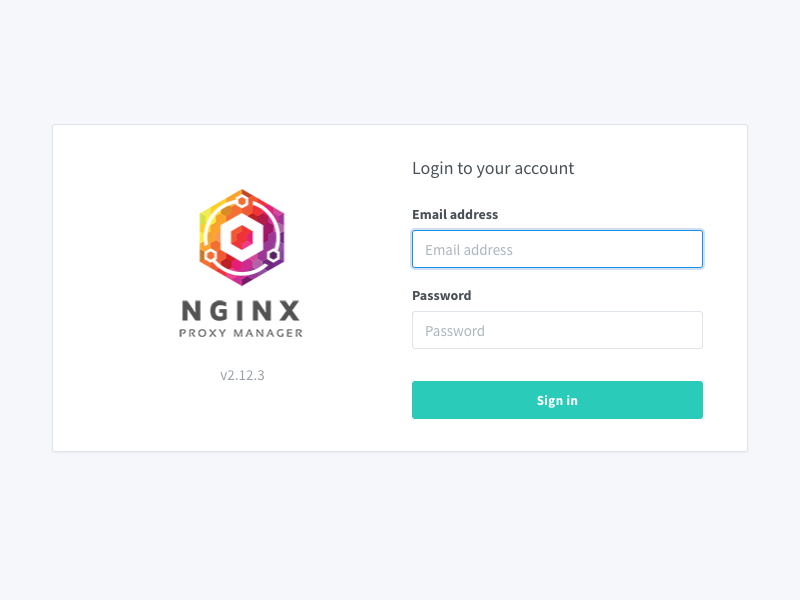 NGINX
PROXY MANAGER
v2.12.3
Login to your account
Email address
Email address
Password
Password
Sign in